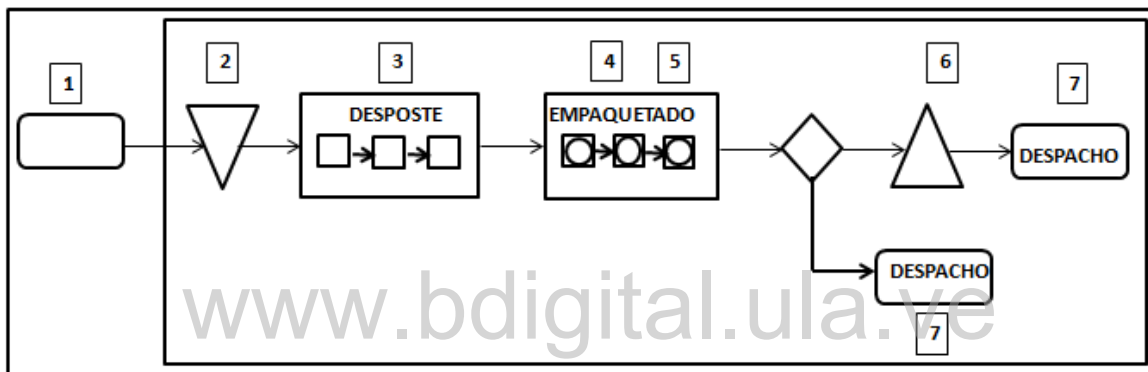 1
2
3
4
5
6
7
DESPOSTE
EMPAQUETADO
DESPACHO
DESPACHO
7
www.bdigital.ula.ve